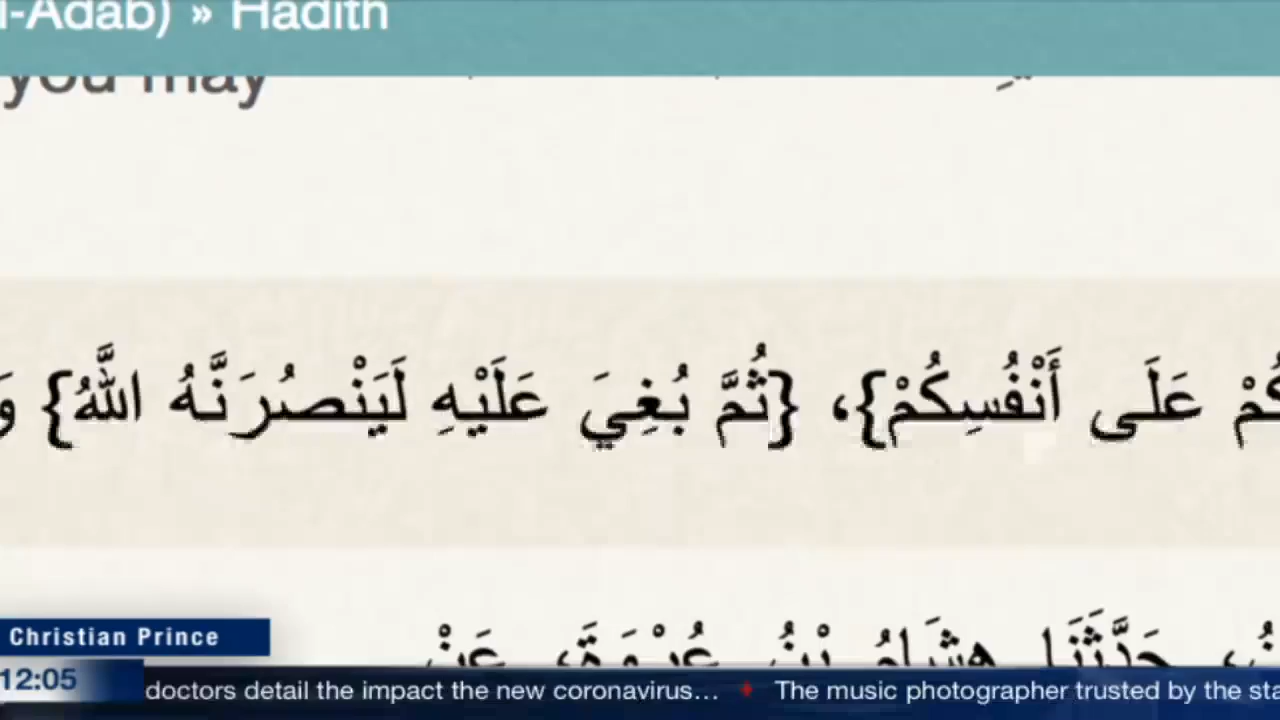 l-Adab) » Hadith
you may
كُمْ عَلَى أَنْفُسِكُمْ}، {ثُمَّ بُغِيَ عَلَيْهِ لَيَنْصُرَنَّهُ اللَّهُ} وَ
حَدَّثَنَا هِشَامُ بْنُ عُرْوَةَ، عَنْ
Christian Prince
12:05
doctors detail the impact the new coronavirus... ♦ The music photographer trusted by the sta